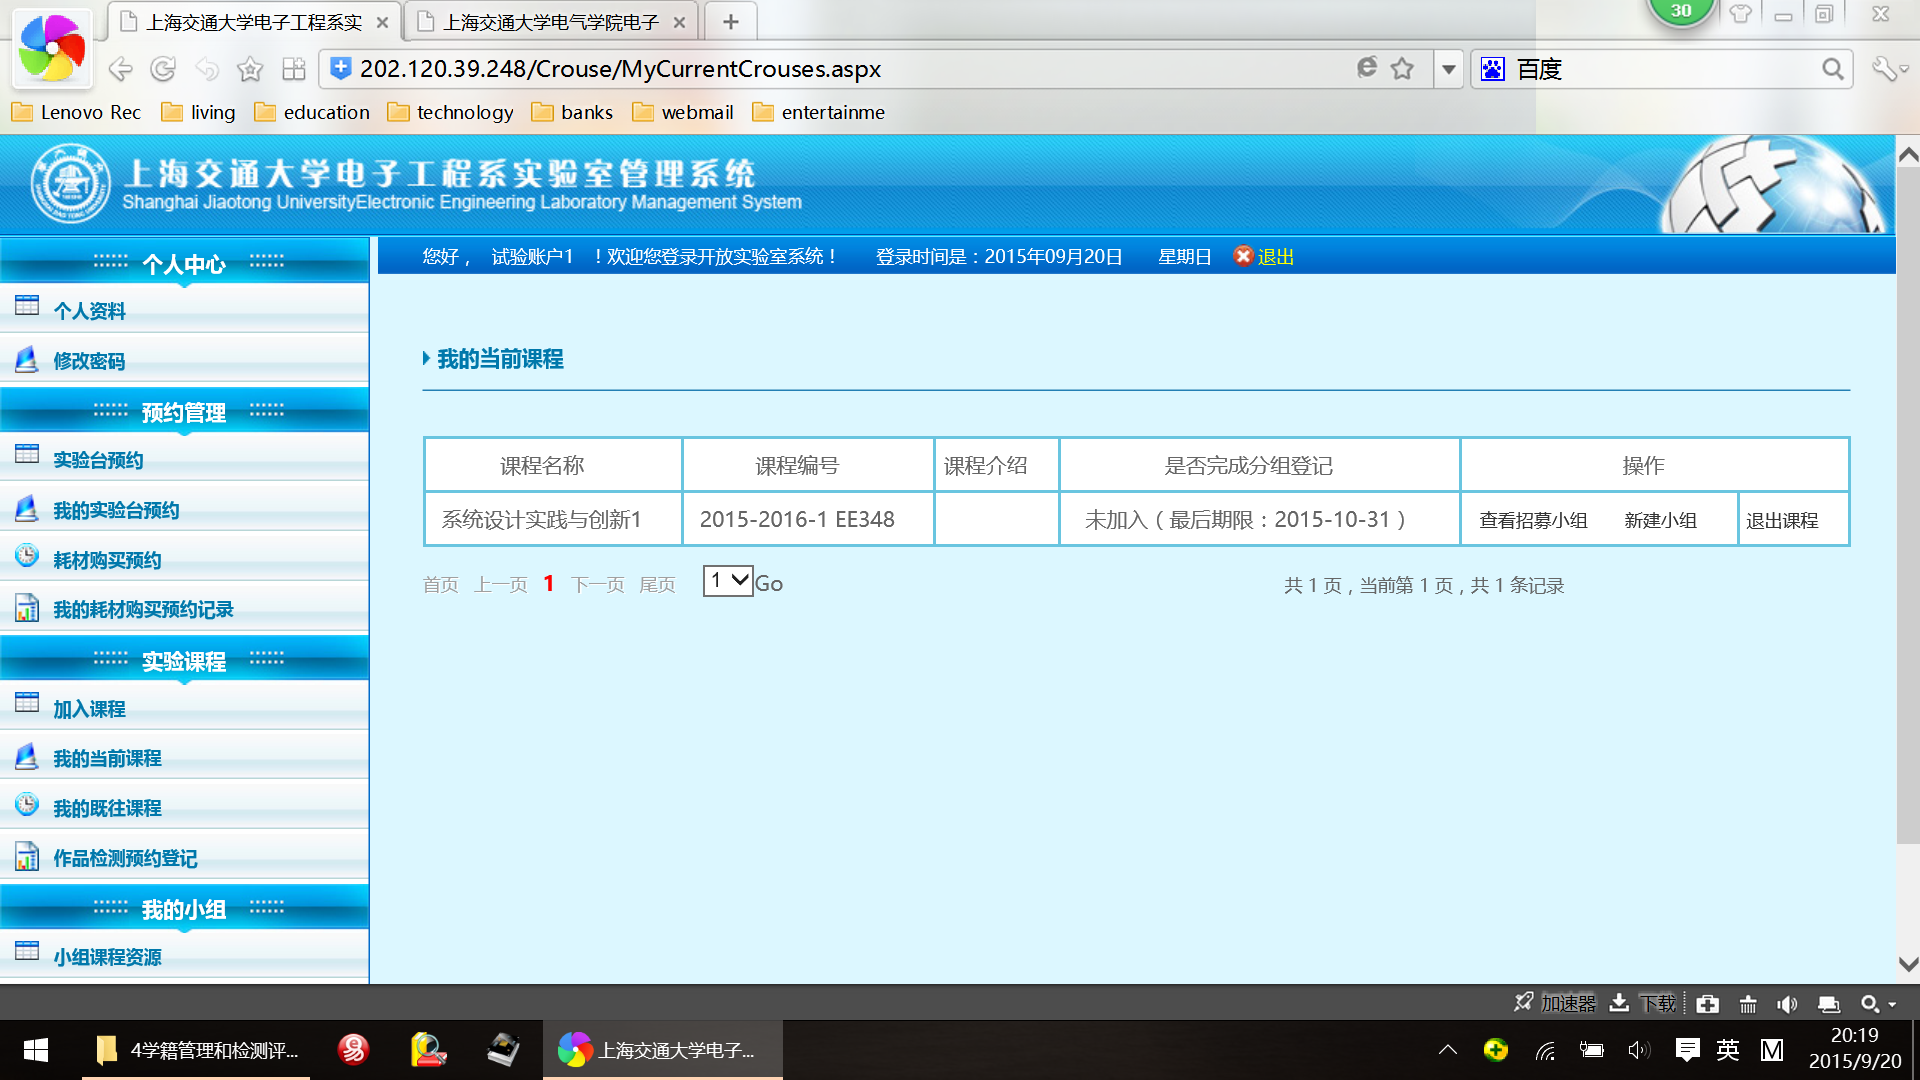 上海交通大学电子工程系实
上海交通大学电气学院电子
30
202.120.39.248/Crouse/MyCurrentCrouses.aspx
百度
Lenovo Rec
living
education
technology
banks
webmail
entertainme
上海交通大学电子工程系实验室管理系统
Shanghai Jiaotong UniversityElectronic Engineering Laboratory Management System
您好， 试验账户1 ！欢迎您登录开放实验室系统！ 登录时间是：2015年09月20日 星期日 退出
个人中心
个人资料
修改密码
预约管理
实验台预约
我的实验台预约
耗材购买预约
我的耗材购买预约记录
实验课程
加入课程
我的当前课程
我的既往课程
作品检测预约登记
我的小组
小组课程资源
我的当前课程
课程名称 课程编号 课程介绍 是否完成分组登记 操作
系统设计实践与创新1 2015-2016-1 EE348 未加入（最后期限：2015-10-31） 查看招募小组 新建小组 退出课程
首页 上一页 1 下一页 尾页 1 Go 共 1 页，当前第 1 页，共 1 条记录
加速器 下载
4学籍管理和检测评...
上海交通大学电子...
英
M
20:19
2015/9/20